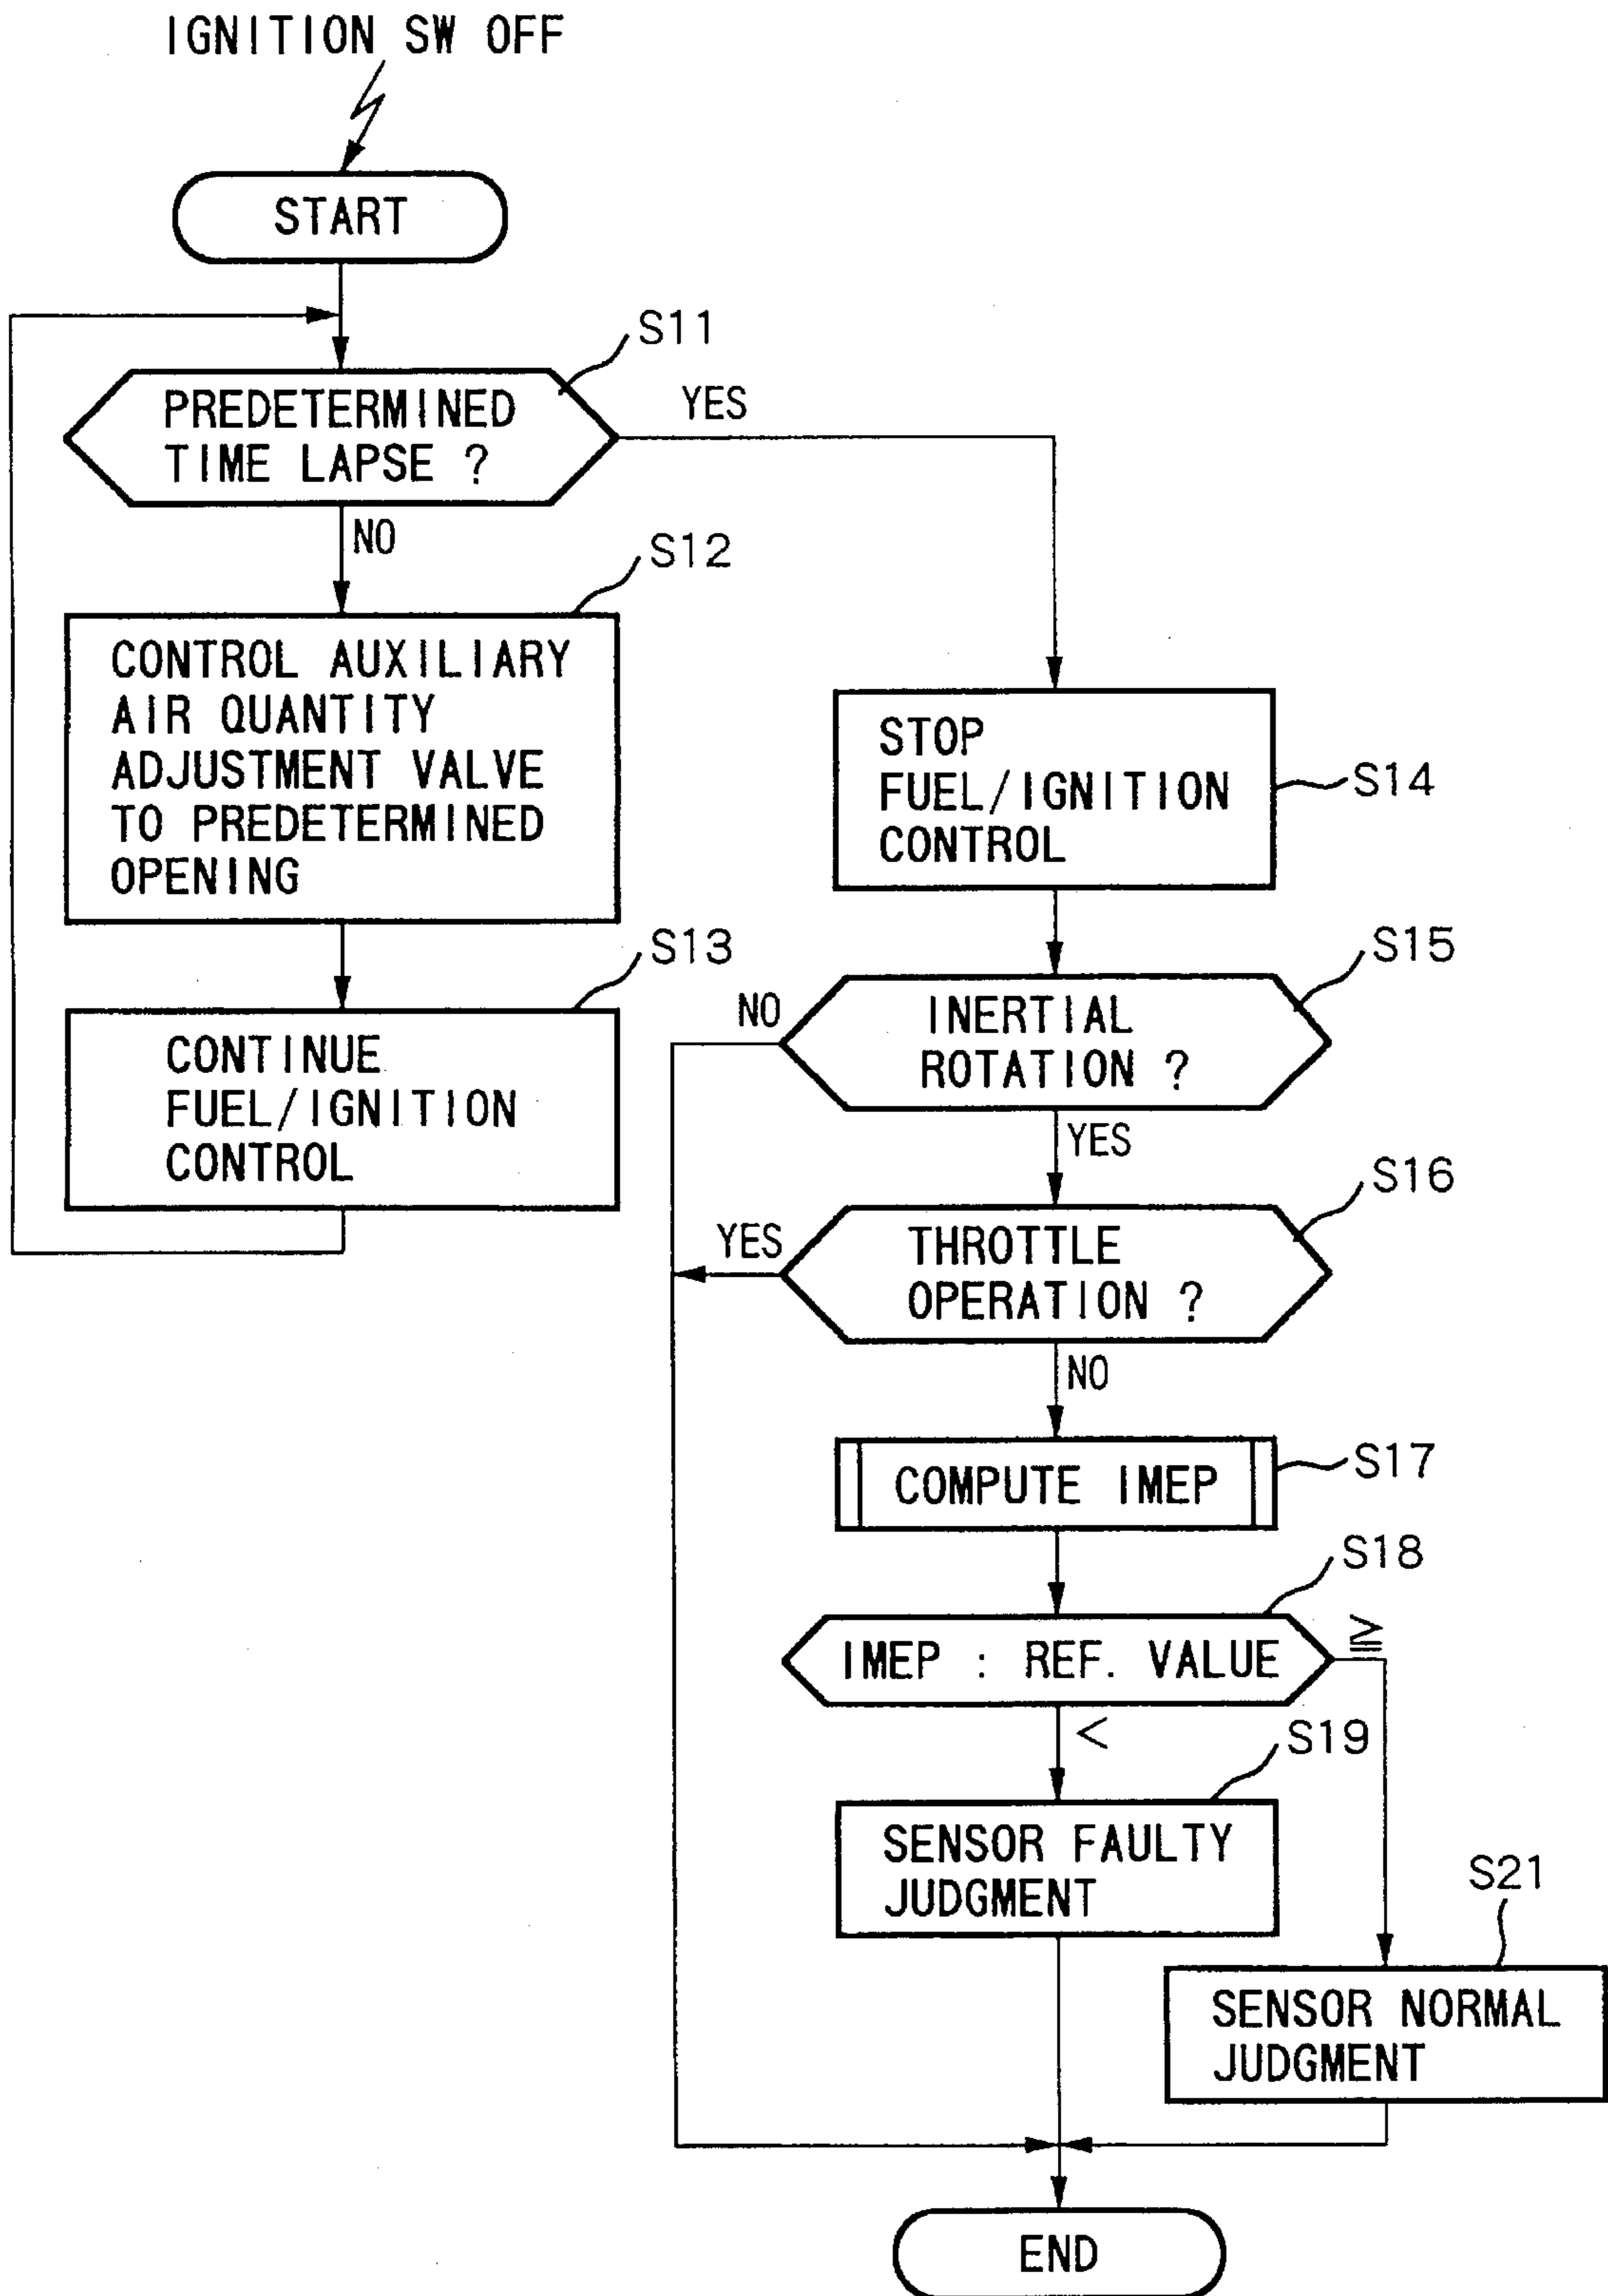 IGNITION SW OFF
START
S11
PREDETERMINED
TIME LAPSE ?
YES
NO
S12
CONTROL AUXILIARY
AIR QUANTITY
ADJUSTMENT VALVE
TO PREDETERMINED
OPENING
S13
CONTINUE
FUEL/IGNITION
CONTROL
STOP
FUEL/IGNITION
CONTROL
S14
S15
NO
INERTIAL
ROTATION ?
YES
S16
YES
THROTTLE
OPERATION ?
NO
COMPUTE IMEP
S17
S18
IMEP : REF. VALUE
≧
<
S19
SENSOR FAULTY
JUDGMENT
S21
SENSOR NORMAL
JUDGMENT
END